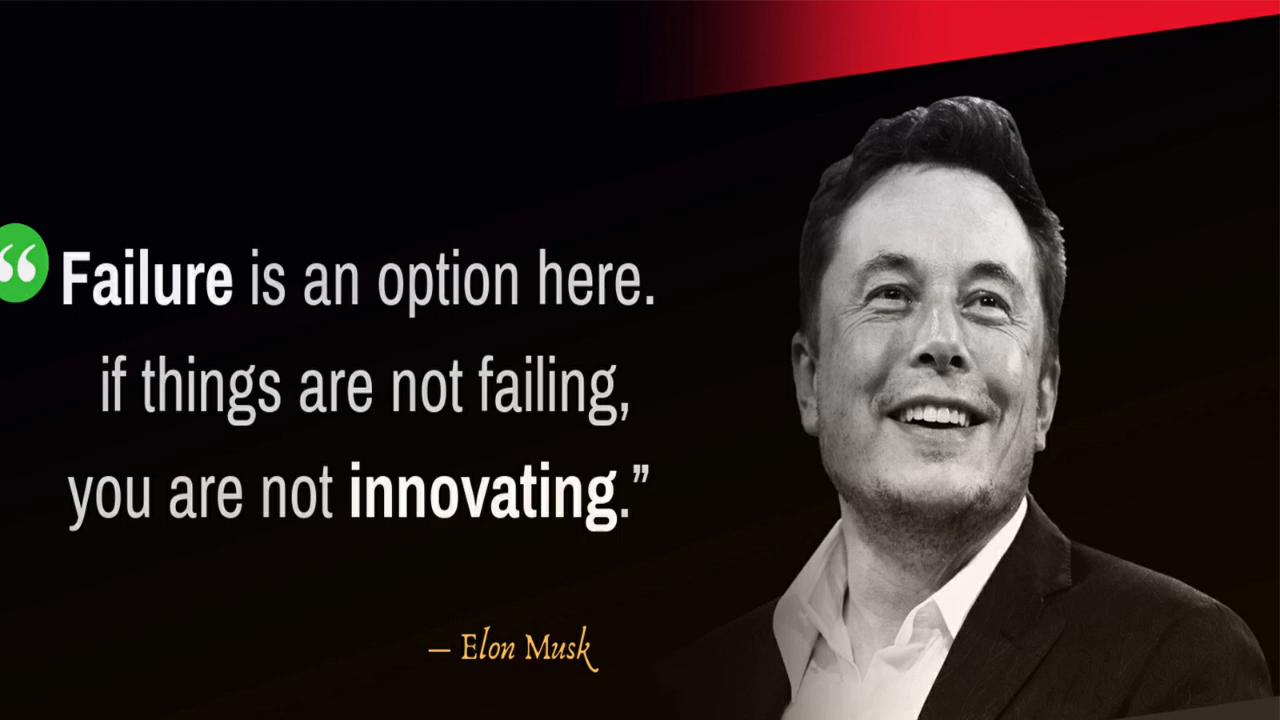 “ Failure is an option here.
if things are not failing,
you are not innovating.”
— Elon Musk